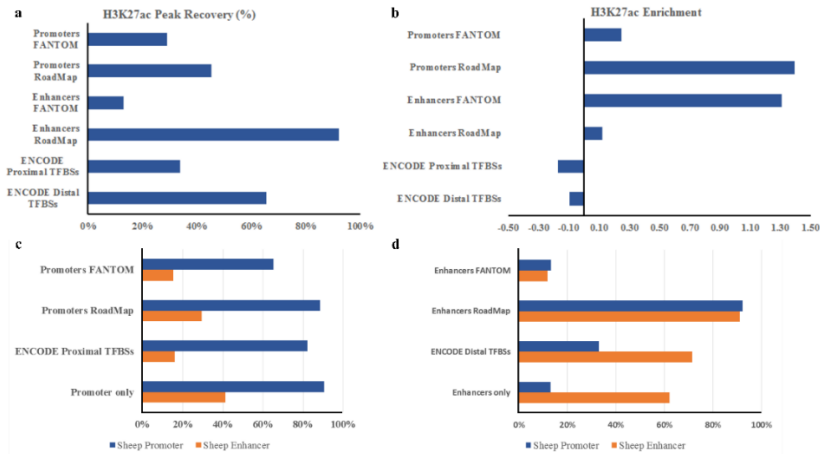 a
H3K27ac Peak Recovery (%)
Promoters
FANTOM
Promoters
RoadMap
Enhancers
FANTOM
Enhancers
RoadMap
ENCODE
Proximal TFBSs
ENCODE Distal
TFBSs
0% 20% 40% 60% 80% 100%
b
H3K27ac Enrichment
Promoters FANTOM
Promoters RoadMap
Enhancers FANTOM
Enhancers RoadMap
ENCODE Proximal TFBSs
ENCODE Distal TFBSs
-0.50 -0.30 -0.10 0.10 0.30 0.50 0.70 0.90 1.10 1.30 1.50
c
Promoters FANTOM
Promoters RoadMap
ENCODE Proximal TFBSs
Promoter only
0% 20% 40% 60% 80% 100%
Sheep Promoter Sheep Enhancer
d
Enhancers FANTOM
Enhancers RoadMap
ENCODE Distal TFBSs
Enhancers only
0% 20% 40% 60% 80% 100%
Sheep Promoter Sheep Enhancer